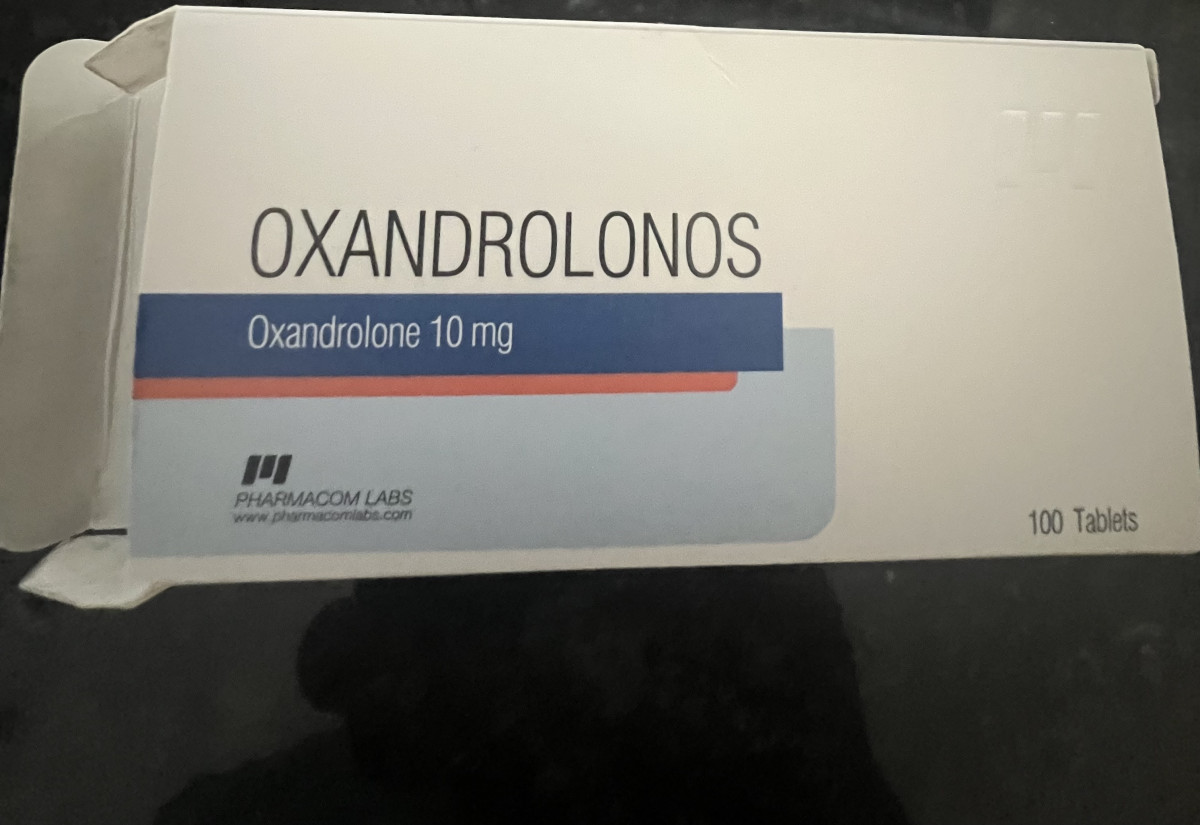 OXANDROLONOS
Oxandrolone 10 mg
PHARMACOM LABS
www.pharmacomlabs.com
100 Tablets